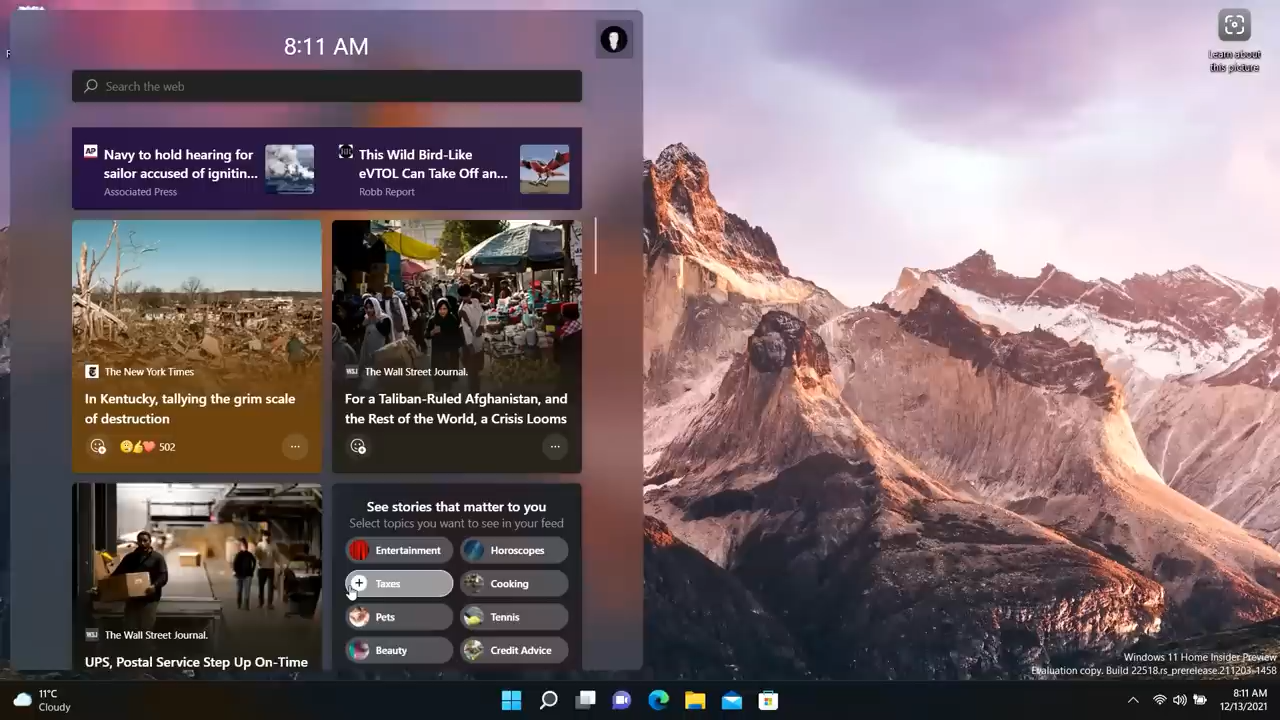 8:11 AM
Search the web
AP
Navy to hold hearing for
sailor accused of ignitin...
Associated Press
This Wild Bird-Like
eVTOL Can Take Off an...
Robb Report
The New York Times
In Kentucky, tallying the grim scale
of destruction
502
WSJ
The Wall Street Journal.
For a Taliban-Ruled Afghanistan, and
the Rest of the World, a Crisis Looms
WSJ
The Wall Street Journal.
UPS, Postal Service Step Up On-Time
See stories that matter to you
Select topics you want to see in your feed
Entertainment
Horoscopes
Taxes
Cooking
Pets
Tennis
Beauty
Credit Advice
Learn about
this picture
Windows 11 Home Insider Preview
Evaluation copy. Build 22518.rs_prerelease.211203-1458
11°C
Cloudy
8:11 AM
12/13/2021